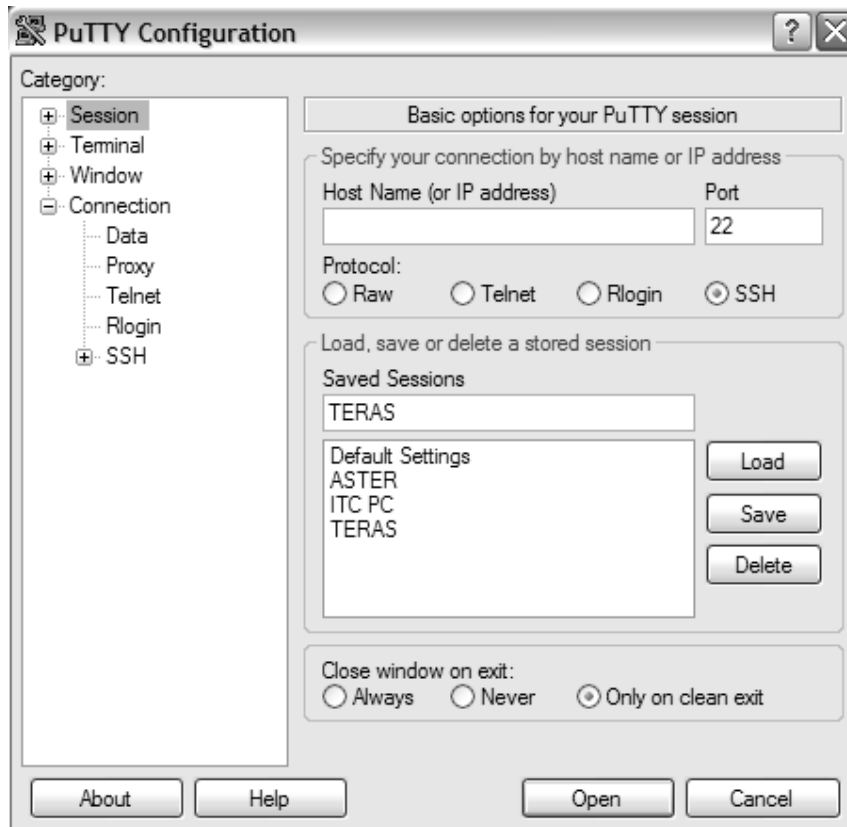 PuTTY Configuration
?
Category:
Session
Terminal
Window
Connection
Data
Proxy
Telnet
Rlogin
SSH
Basic options for your PuTTY session
Specify your connection by host name or IP address
Host Name (or IP address) Port
22
Protocol:
Raw Telnet Rlogin SSH
Load, save or delete a stored session
Saved Sessions
TERAS
Default Settings
ASTER
ITC PC
TERAS
Load
Save
Delete
Close window on exit:
Always Never Only on clean exit
About Help Open Cancel